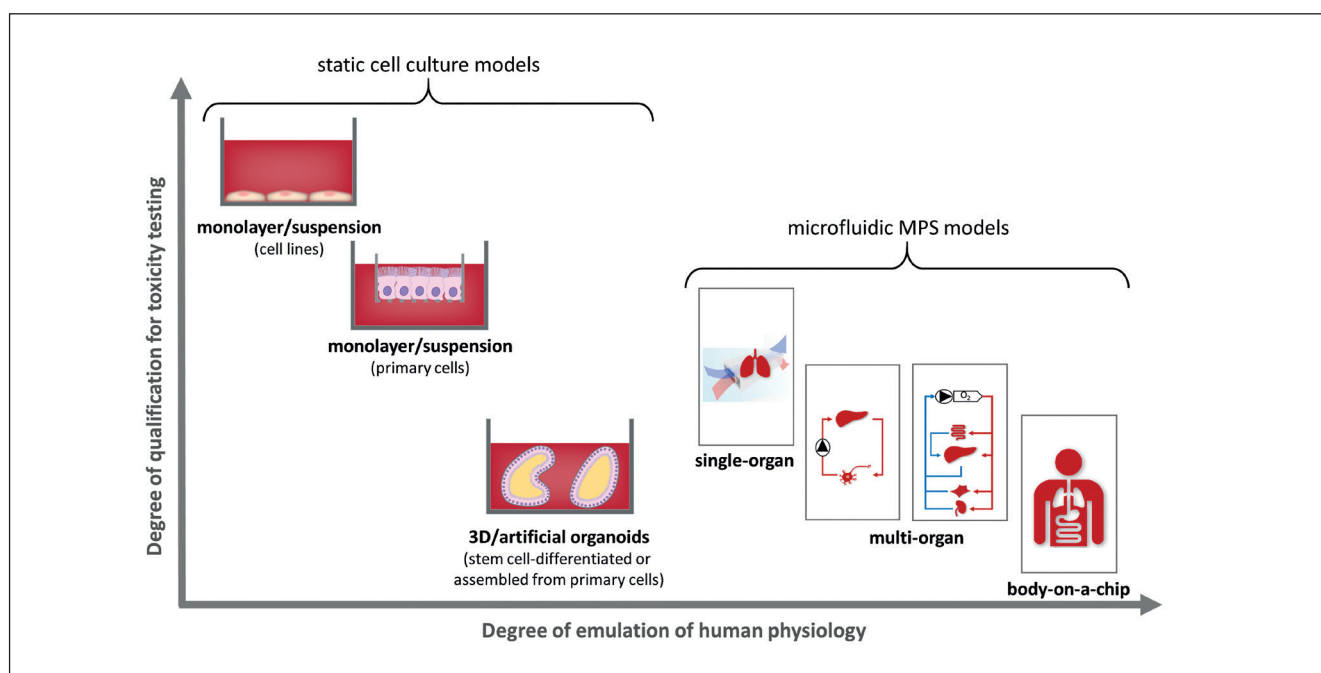 static cell culture models
Degree of qualification for toxicity testing
monolayer/suspension
(cell lines)
microfluidic MPS models
monolayer/suspension
(primary cells)
O₂
single-organ
3D/artificial organoids
(stem cell-differentiated or
assembled from primary cells)
multi-organ
body-on-a-chip
Degree of emulation of human physiology